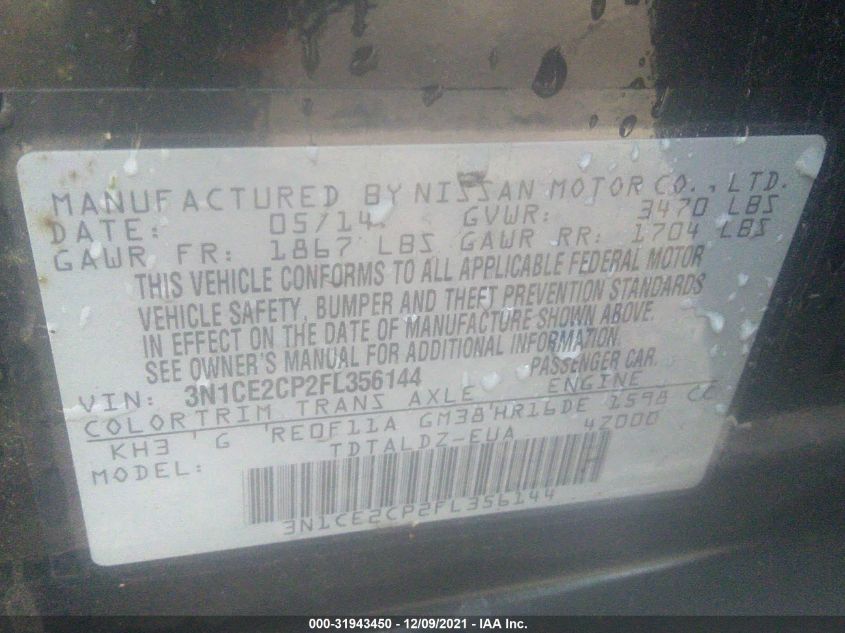 MANUFACTURED BY NISSAN MOTOR CO., LTD.
DATE: 05/14 GVWR: 3470 LBS
GAWR FR: 1867 LBS GAWR RR: 1704 LBS
THIS VEHICLE CONFORMS TO ALL APPLICABLE FEDERAL MOTOR
VEHICLE SAFETY, BUMPER AND THEFT PREVENTION STANDARDS
IN EFFECT ON THE DATE OF MANUFACTURE SHOWN ABOVE.
SEE OWNER'S MANUAL FOR ADDITIONAL INFORMATION.
VIN: 3N1CE2CP2FL356144 PASSENGER CAR
COLORTRIM TRANS AXLE ENGINE
KH3 G RE0F11A GM38 HR16DE 1598 CC
MODEL: TDTALDZ-EUA 42000
3N1CE2CP2FL356144
000-31943450 - 12/09/2021 - IAA Inc.